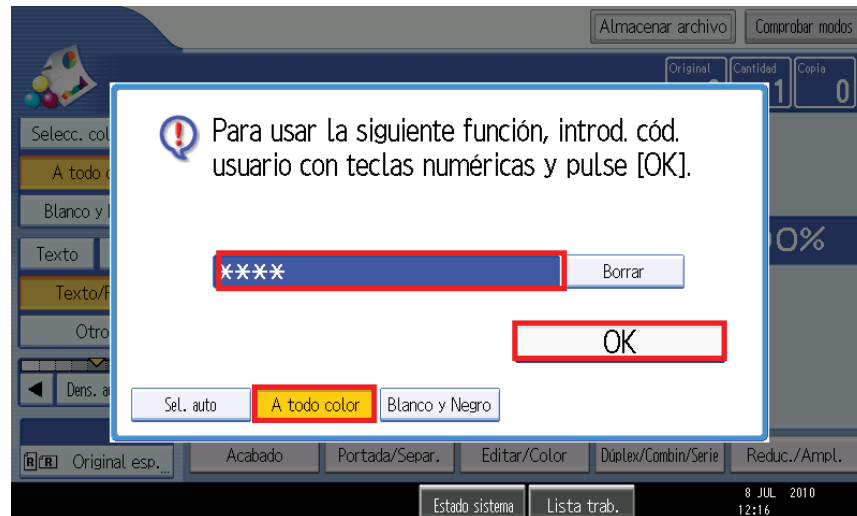 Almacenar archivo
Comprobar modos
Original
Cantidad
Copia
1
0
Selecc. col
A todo c
Blanco y
Texto
Texto/F
Otro
Dens. a
Para usar la siguiente función, introd. cód.
usuario con teclas numéricas y pulse [OK].
****
Borrar
OK
Sel. auto
A todo color
Blanco y Negro
0%
R R Original esp.
Acabado
Portada/Separ.
Editar/Color
Dúplex/Combin/Serie
Reduc./Ampl.
Estado sistema
Lista trab.
8 JUL 2010
12:16